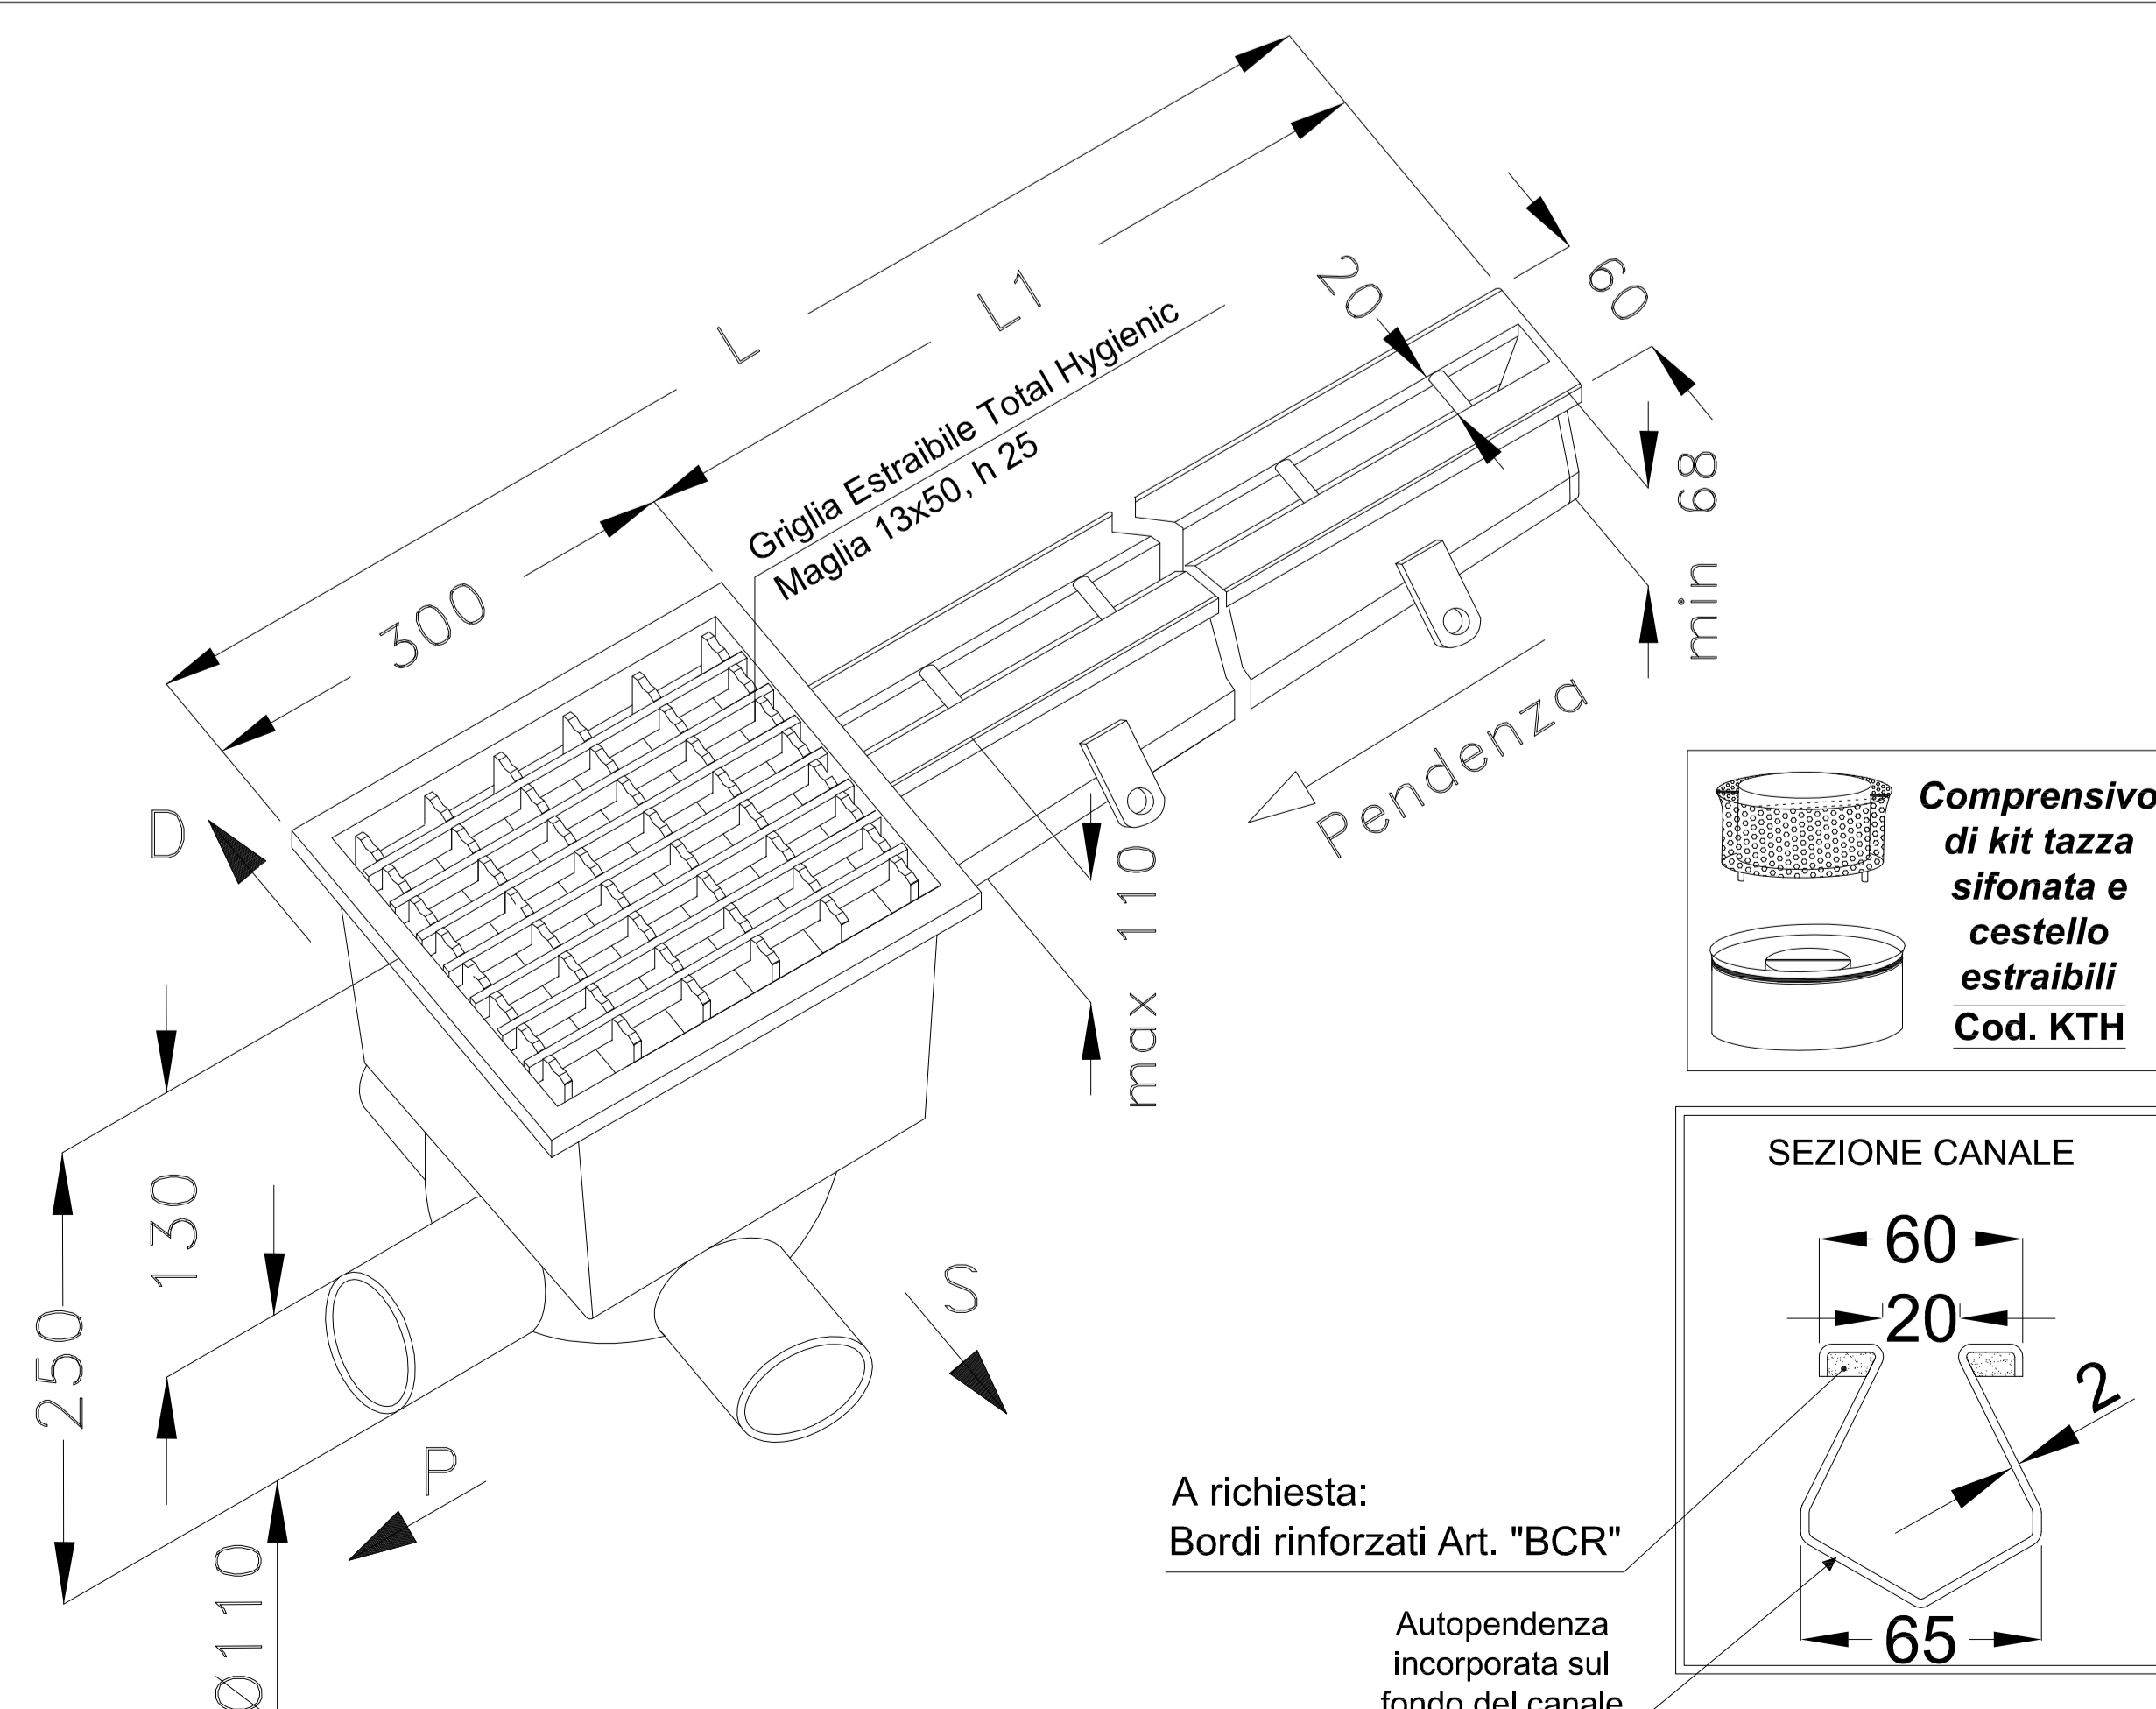 L
L1
20
60
Griglia Estraibile Total Hygienic
Maglia 13x50, h 25
300
min 68
Pendenza
D
max 110
Comprensivo
di kit tazza
sifonata e
cestello
estraibili
Cod. KTH
SEZIONE CANALE
60
20
2
65
130
250
S
P
Ø110
A richiesta:
Bordi rinforzati Art. "BCR"
Autopendenza
incorporata sul
fondo del canale